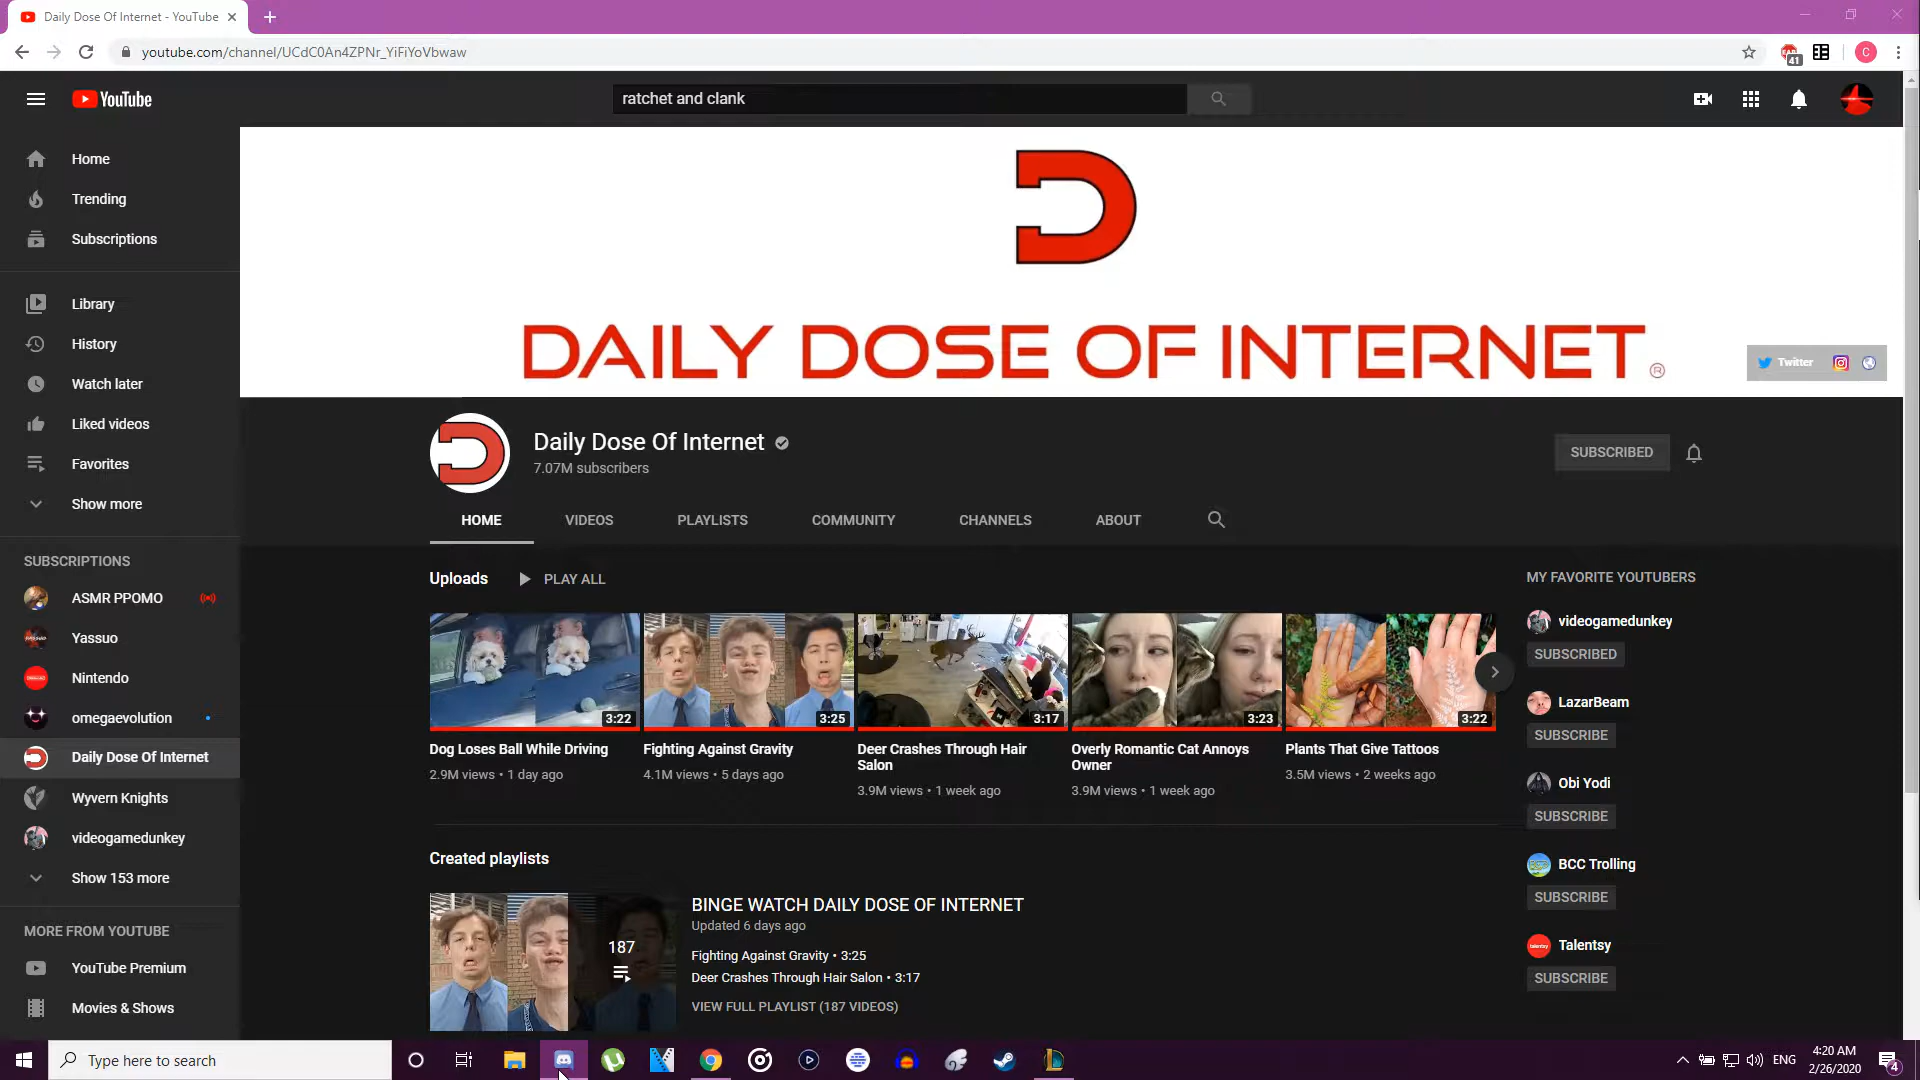 Daily Dose Of Internet - YouTube
youtube.com/channel/UCdC0An4ZPNr_YiFiYoVbwaw
41
C
YouTube
ratchet and clank
Home
Trending
Subscriptions
Library
History
Watch later
Liked videos
Favorites
Show more
SUBSCRIPTIONS
ASMR PPOMO
Yassuo
Nintendo
omegaevolution
Daily Dose Of Internet
Wyvern Knights
videogamedunkey
Show 153 more
MORE FROM YOUTUBE
YouTube Premium
Movies & Shows
DAILY DOSE OF INTERNET ®
Twitter
Daily Dose Of Internet
7.07M subscribers
SUBSCRIBED
HOME VIDEOS PLAYLISTS COMMUNITY CHANNELS ABOUT
Uploads PLAY ALL
3:22 3:25 3:17 3:23 3:22
Dog Loses Ball While Driving
2.9M views • 1 day ago
Fighting Against Gravity
4.1M views • 5 days ago
Deer Crashes Through Hair
Salon
3.9M views • 1 week ago
Overly Romantic Cat Annoys
Owner
3.9M views • 1 week ago
Plants That Give Tattoos
3.5M views • 2 weeks ago
Created playlists
187
BINGE WATCH DAILY DOSE OF INTERNET
Updated 6 days ago
Fighting Against Gravity • 3:25
Deer Crashes Through Hair Salon • 3:17
VIEW FULL PLAYLIST (187 VIDEOS)
MY FAVORITE YOUTUBERS
videogamedunkey
SUBSCRIBED
LazarBeam
SUBSCRIBE
Obi Yodi
SUBSCRIBE
BCC Trolling
SUBSCRIBE
Talentsy
SUBSCRIBE
Type here to search
ENG
4:20 AM
2/26/2020
4